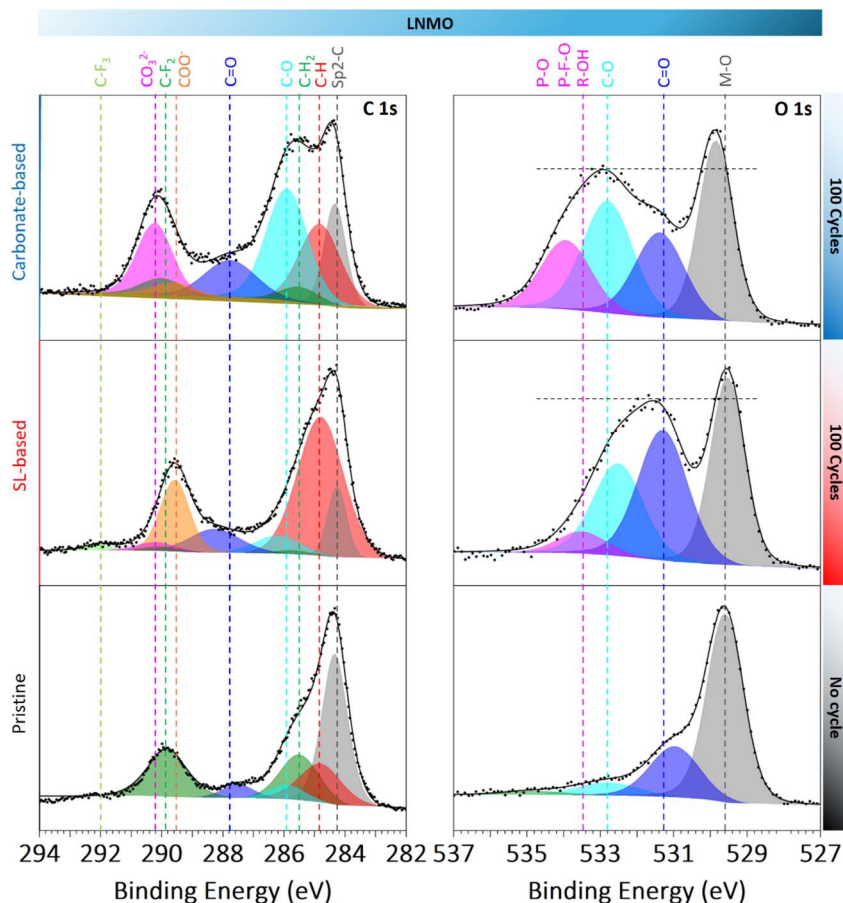 LNMO
C-F₃
CO₃²⁻
C-F₂
COO⁻
C=O
C-O
C-H₂
C-H
Sp2-C
P-O
P-F-O
R-OH
C-O
C=O
M-O
C 1s
O 1s
Carbonate-based
100 Cycles
SL-based
100 Cycles
Pristine
No cycle
294 292 290 288 286 284 282
537 535 533 531 529 527
Binding Energy (eV)
Binding Energy (eV)